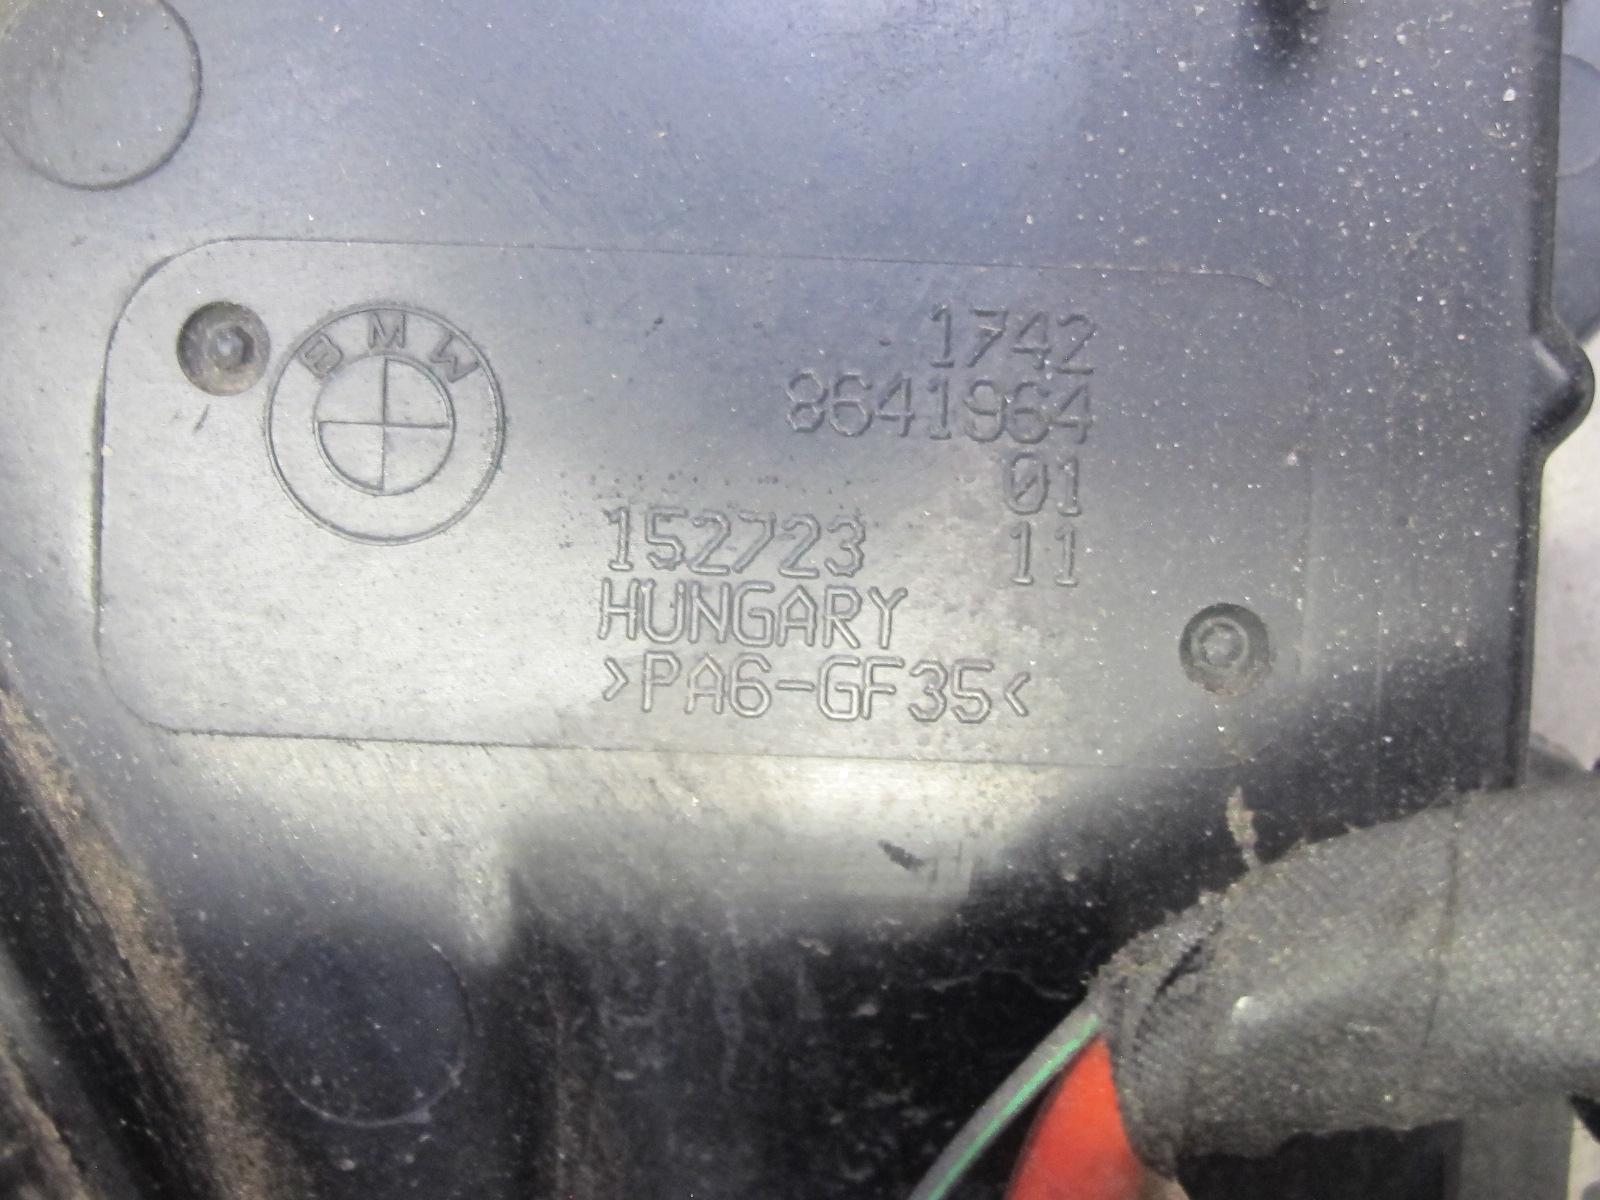 BMW
1742
8641964
01
152723 11
HUNGARY
>PA6-GF35<